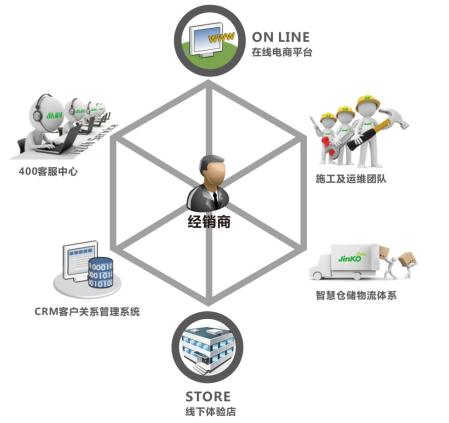 WWW
ON LINE
在线电商平台
400客服中心
施工及运维团队
经销商
JinKO
CRM客户关系管理系统
智慧仓储物流体系
STORE
线下体验店